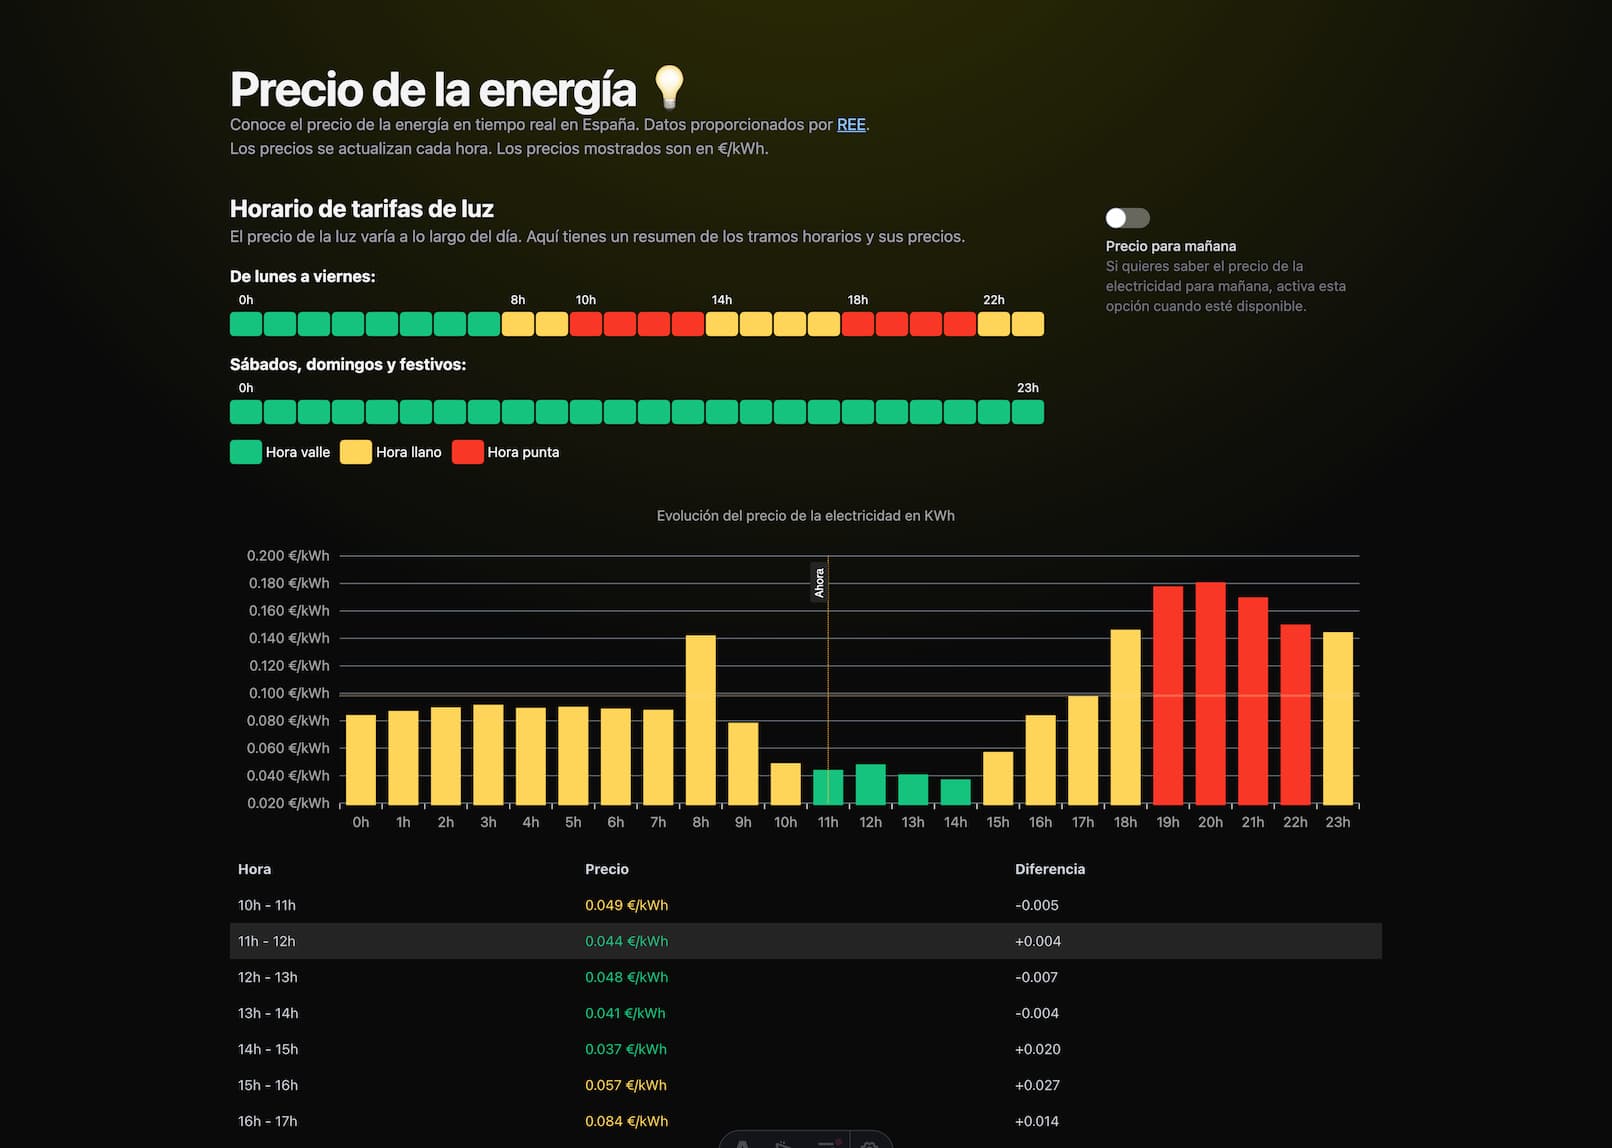 Precio de la energía
Conoce el precio de la energía en tiempo real en España. Datos proporcionados por REE.
Los precios se actualizan cada hora. Los precios mostrados son en €/kWh.
Horario de tarifas de luz
El precio de la luz varía a lo largo del día. Aquí tienes un resumen de los tramos horarios y sus precios.
De lunes a viernes:
0h 8h 10h 14h 18h 22h
Sábados, domingos y festivos:
0h 23h
Hora valle Hora llano Hora punta
Precio para mañana
Si quieres saber el precio de la
electricidad para mañana, activa esta
opción cuando esté disponible.
Evolución del precio de la electricidad en KWh
0.200 €/kWh
0.180 €/kWh
0.160 €/kWh
0.140 €/kWh
0.120 €/kWh
0.100 €/kWh
0.080 €/kWh
0.060 €/kWh
0.040 €/kWh
0.020 €/kWh
Ahora
0h 1h 2h 3h 4h 5h 6h 7h 8h 9h 10h 11h 12h 13h 14h 15h 16h 17h 18h 19h 20h 21h 22h 23h
Hora Precio Diferencia
10h - 11h 0.049 €/kWh -0.005
11h - 12h 0.044 €/kWh +0.004
12h - 13h 0.048 €/kWh -0.007
13h - 14h 0.041 €/kWh -0.004
14h - 15h 0.037 €/kWh +0.020
15h - 16h 0.057 €/kWh +0.027
16h - 17h 0.084 €/kWh +0.014